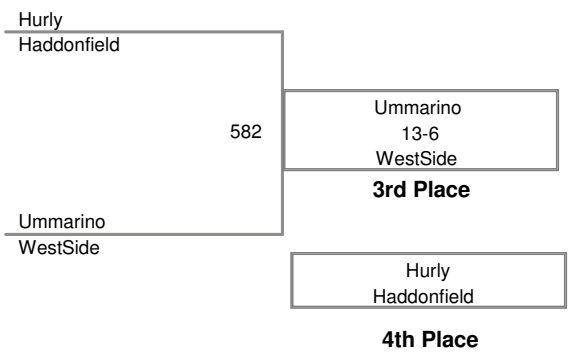 Hurly
Haddonfield
582
Ummarino
13-6
WestSide
3rd Place
Ummarino
WestSide
Hurly
Haddonfield
4th Place